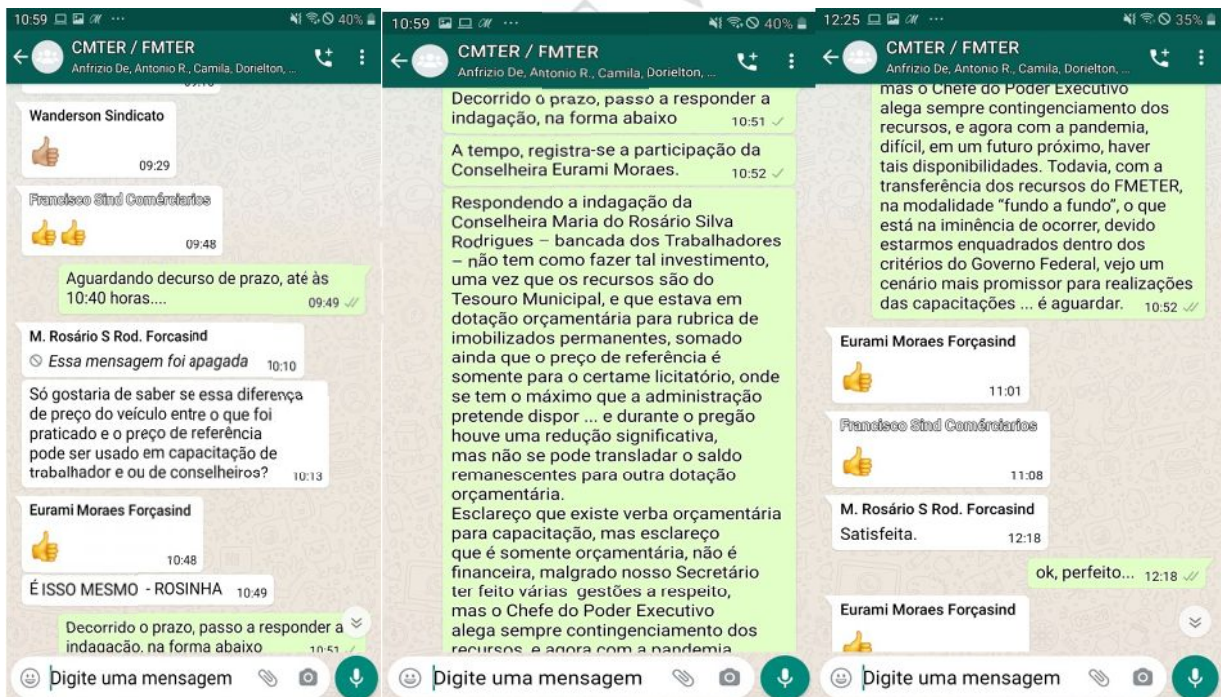 10:59
40%
CMTER / FMTER
Anfrizio De, Antonio R., Camila, Dorielton, ...
Wanderson Sindicato
09:29
Francisco Sind Comérciarios
09:48
Aguardando decurso de prazo, até às
10:40 horas....
09:49
M. Rosário S Rod. Forcasind
Essa mensagem foi apagada
10:10
Só gostaria de saber se essa diferença
de preço do veículo entre o que foi
praticado e o preço de referência
pode ser usado em capacitação de
trabalhador e ou de conselheiros?
10:13
Eurami Moraes Forçasind
10:48
É ISSO MESMO - ROSINHA
10:49
Decorrido o prazo, passo a responder a
indagação, na forma abaixo
10:51
Digite uma mensagem
10:59
40%
CMTER / FMTER
Anfrizio De, Antonio R., Camila, Dorielton, ...
Decorrido o prazo, passo a responder a
indagação, na forma abaixo
10:51
A tempo, registra-se a participação da
Conselheira Eurami Moraes.
10:52
Respondendo a indagação da
Conselheira Maria do Rosário Silva
Rodrigues – bancada dos Trabalhadores
– não tem como fazer tal investimento,
uma vez que os recursos são do
Tesouro Municipal, e que estava em
dotação orçamentária para rubrica de
imobilizados permanentes, somado
ainda que o preço de referência é
somente para o certame licitatório, onde
se tem o máximo que a administração
pretende dispor ... e durante o pregão
houve uma redução significativa,
mas não se pode transladar o saldo
remanescentes para outra dotação
orçamentária.
Esclareço que existe verba orçamentária
para capacitação, mas esclareço
que é somente orçamentária, não é
financeira, malgrado nosso Secretário
ter feito várias gestões a respeito,
mas o Chefe do Poder Executivo
alega sempre contingenciamento dos
recursos, e agora com a pandemia,
Digite uma mensagem
12:25
35%
CMTER / FMTER
Anfrizio De, Antonio R., Camila, Dorielton, ...
mas o Chefe do Poder Executivo
alega sempre contingenciamento dos
recursos, e agora com a pandemia,
difícil, em um futuro próximo, haver
tais disponibilidades. Todavia, com a
transferência dos recursos do FMETER,
na modalidade “fundo a fundo”, o que
está na iminência de ocorrer, devido
estarmos enquadrados dentro dos
critérios do Governo Federal, vejo um
cenário mais promissor para realizações
das capacitações ... é aguardar.
10:52
Eurami Moraes Forçasind
11:01
Francisco Sind Comérciarios
11:08
M. Rosário S Rod. Forcasind
Satisfeita.
12:18
ok, perfeito...
12:18
Eurami Moraes Forçasind
Digite uma mensagem